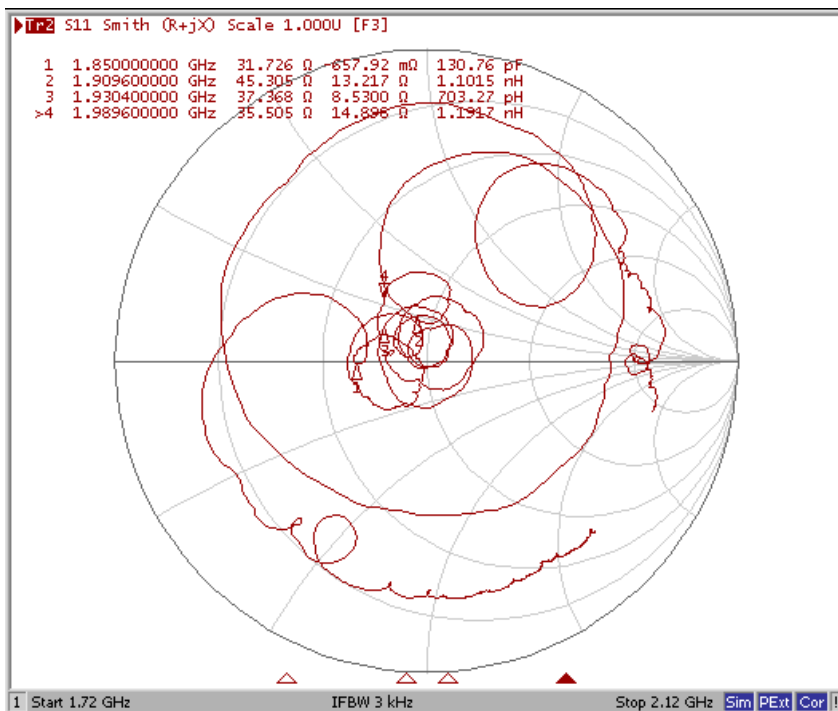 Tr2 S11 Smith (R+jX) Scale 1.000U [F3]
1 1.850000000 GHz 31.726 Ω -657.92 mΩ 130.76 pF
2 1.909600000 GHz 45.305 Ω 13.217 Ω 1.1015 nH
3 1.930400000 GHz 37.368 Ω 8.5300 Ω 703.27 pH
>4 1.989600000 GHz 35.505 Ω 14.898 Ω 1.1917 nH
4
1
1 Start 1.72 GHz IFBW 3 kHz Stop 2.12 GHz Sim PExt Cor